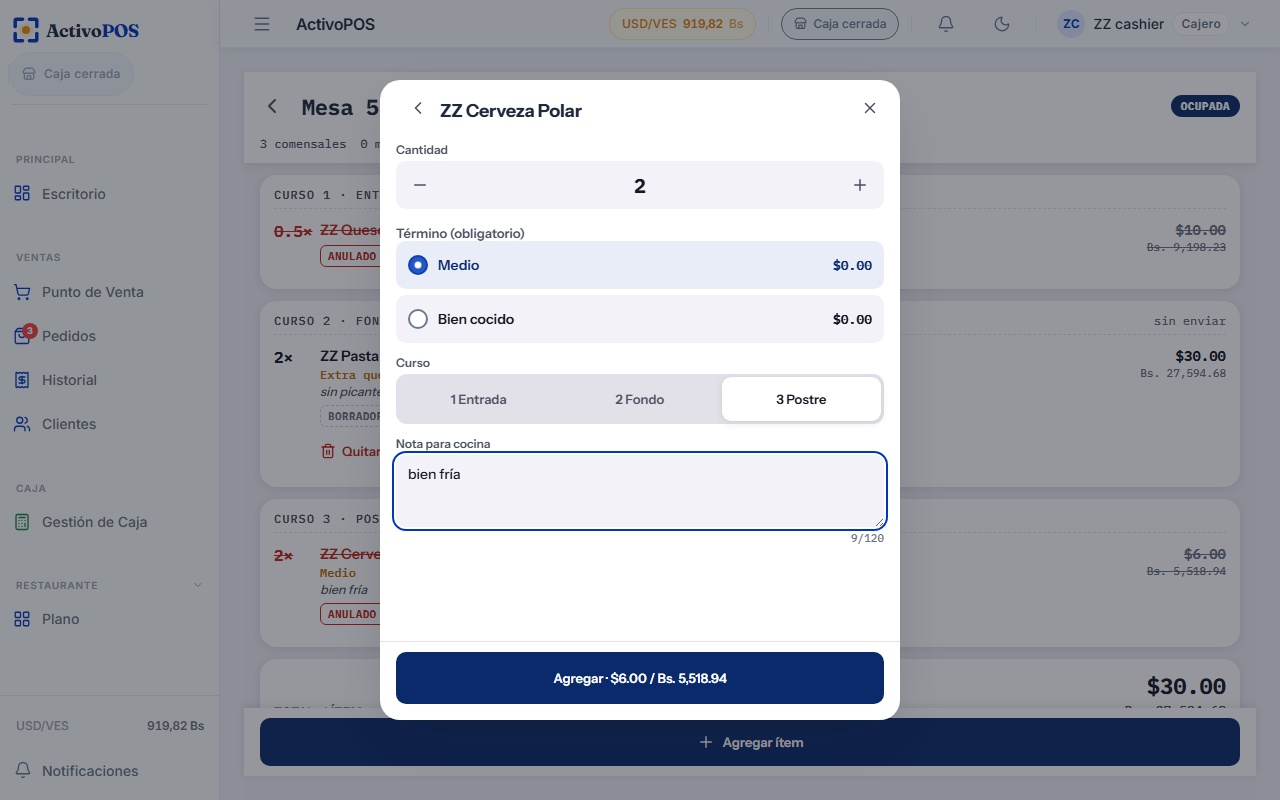 ActivoPOS
Caja cerrada
PRINCIPAL
Escritorio
VENTAS
Punto de Venta
3
Pedidos
Historial
Clientes
CAJA
Gestión de Caja
RESTAURANTE
Plano
USD/VES 919,82 Bs
Notificaciones
ActivoPOS
USD/VES 919,82 Bs
Caja cerrada
ZC ZZ cashier Cajero
Mesa 5
OCUPADA
3 comensales
CURSO 1 ·
0.5× ZZ
$10.00
Bs. 9,198.23
ANULADO
CURSO 2 ·
sin enviar
2× ZZ Pasta
$30.00
Bs. 27,594.68
Extra
sin picante
BORRADOR
Quitar
CURSO 3 ·
2× ZZ
$6.00
Bs. 5,518.94
Medio
bien fría
ANULADO
$30.00
Agregar ítem
ZZ Cerveza Polar
Cantidad
2
Término (obligatorio)
Medio $0.00
Bien cocido $0.00
Curso
1 Entrada 2 Fondo 3 Postre
Nota para cocina
bien fría
9/120
Agregar · $6.00 / Bs. 5,518.94